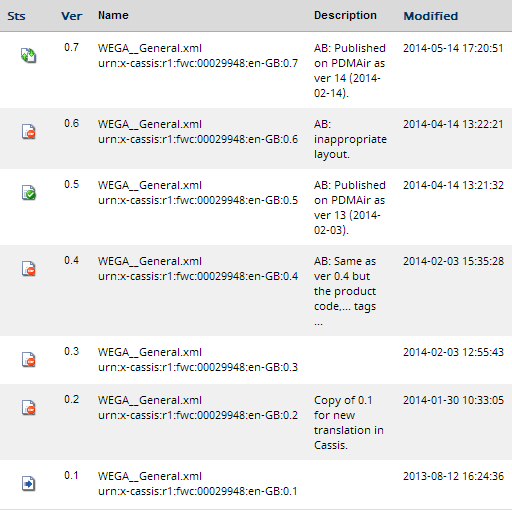 Sts Ver Name Description Modified
0.7 WEGA__General.xml AB: Published 2014-05-14 17:20:51
urn:x-cassis:r1:fwc:00029948:en-GB:0.7 on PDMAir as
ver 14 (2014-
02-14).
0.6 WEGA__General.xml AB: 2014-04-14 13:22:21
urn:x-cassis:r1:fwc:00029948:en-GB:0.6 inappropriate
layout.
0.5 WEGA__General.xml AB: Published 2014-04-14 13:21:32
urn:x-cassis:r1:fwc:00029948:en-GB:0.5 on PDMAir as
ver 13 (2014-
02-03).
0.4 WEGA__General.xml AB: Same as 2014-02-03 15:35:28
urn:x-cassis:r1:fwc:00029948:en-GB:0.4 ver 0.4 but
the product
code,... tags
...
0.3 WEGA__General.xml 2014-02-03 12:55:43
urn:x-cassis:r1:fwc:00029948:en-GB:0.3
0.2 WEGA__General.xml Copy of 0.1 2014-01-30 10:33:05
urn:x-cassis:r1:fwc:00029948:en-GB:0.2 for new
translation in
Cassis.
0.1 WEGA__General.xml 2013-08-12 16:24:36
urn:x-cassis:r1:fwc:00029948:en-GB:0.1